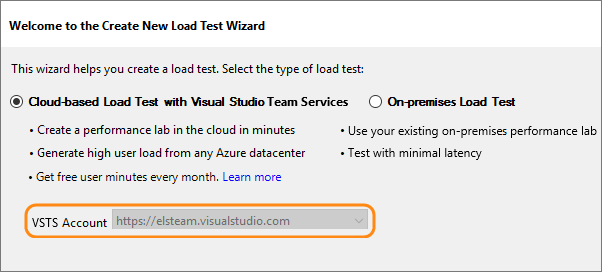 Welcome to the Create New Load Test Wizard
This wizard helps you create a load test. Select the type of load test:
Cloud-based Load Test with Visual Studio Team Services
• Create a performance lab in the cloud in minutes
• Generate high user load from any Azure datacenter
• Get free user minutes every month. Learn more
VSTS Account https://elsteam.visualstudio.com
On-premises Load Test
• Use your existing on-premises performance lab
• Test with minimal latency